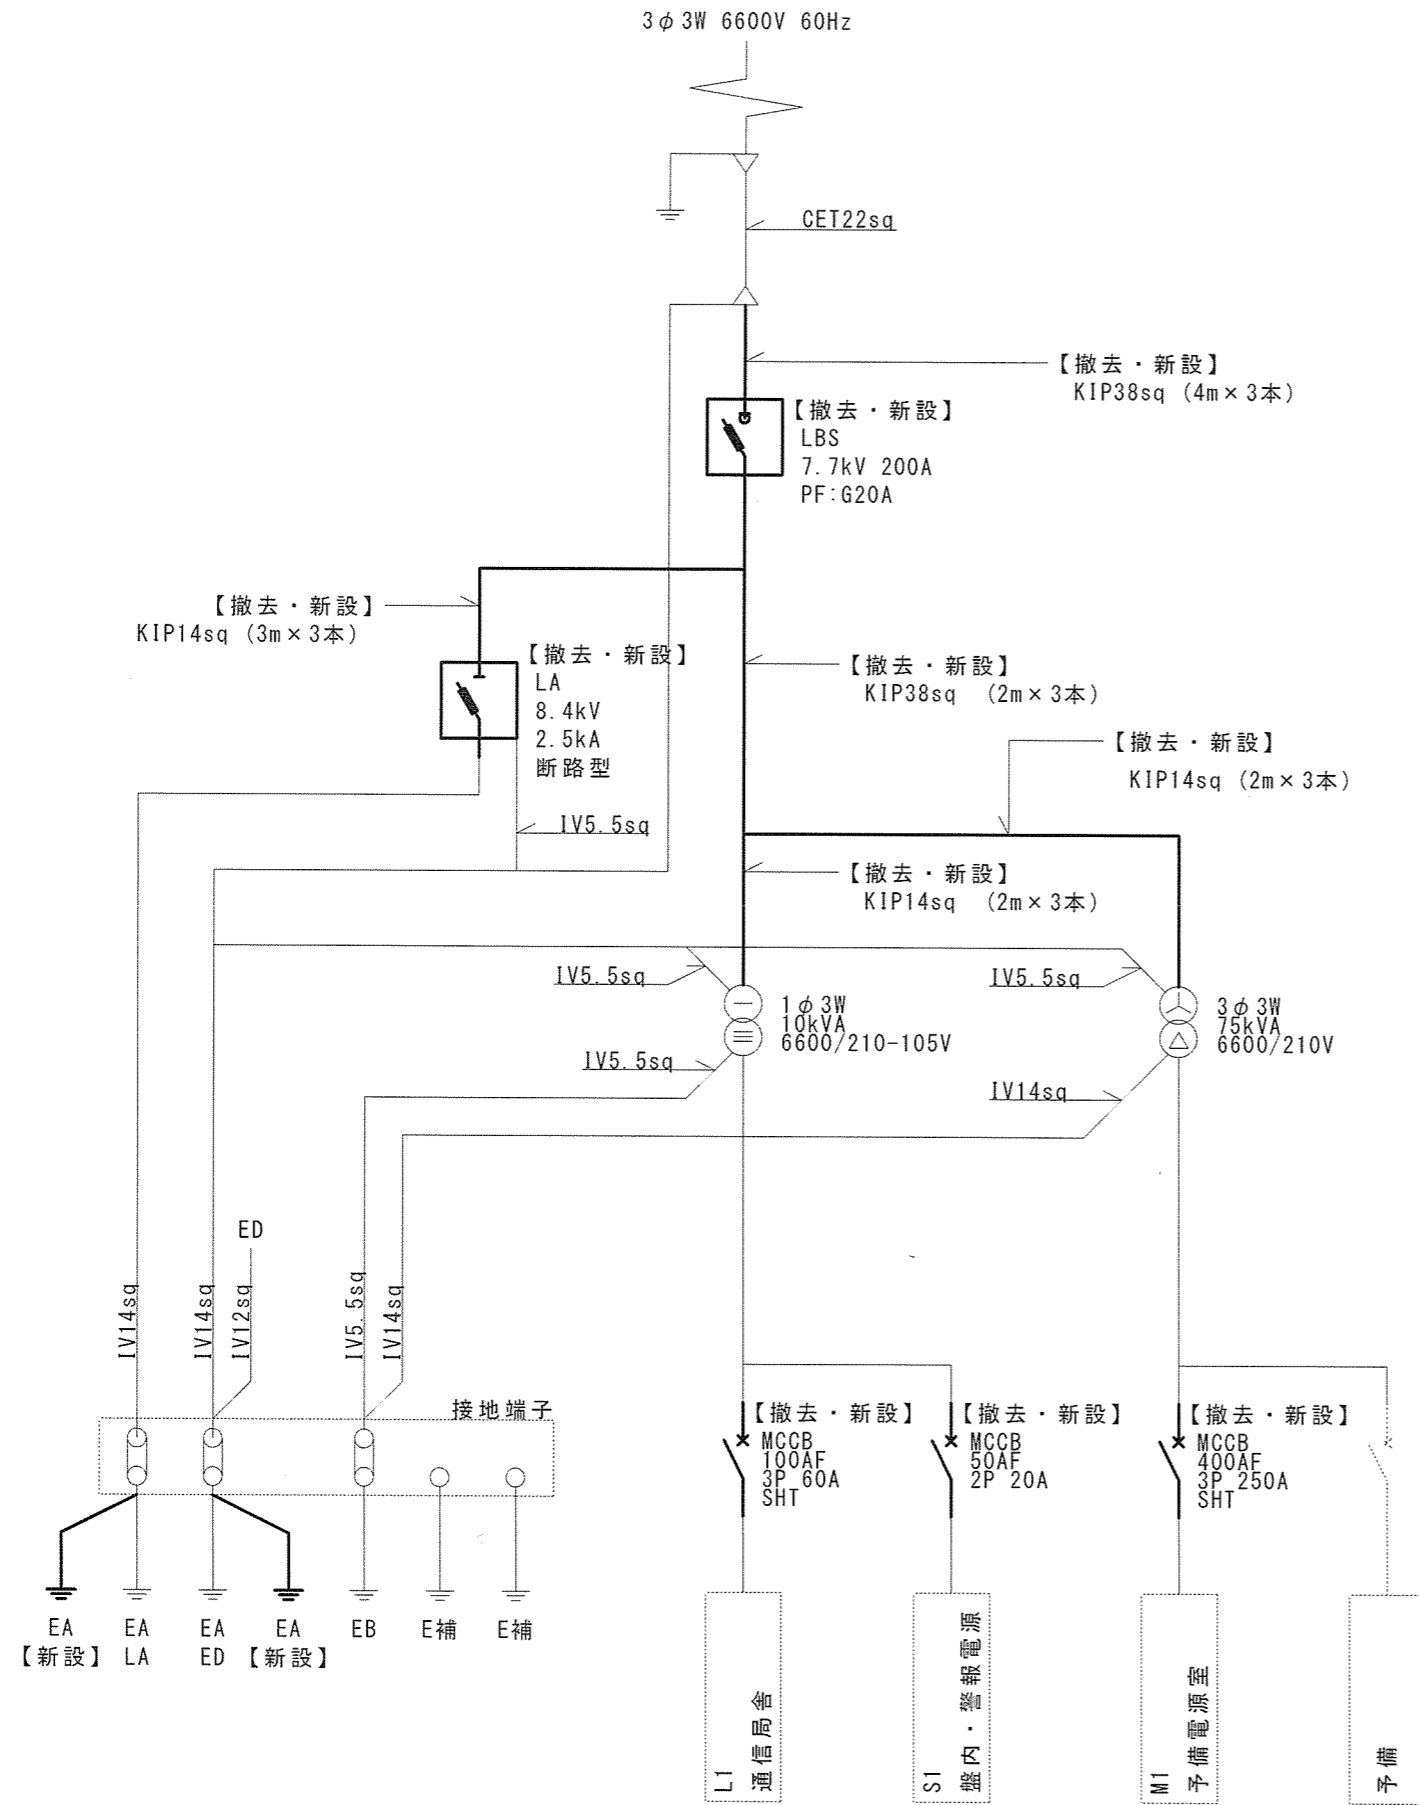 3φ3W 6600V 60Hz
CET22sq
【撤去・新設】
KIP38sq (4m×3本)
【撤去・新設】
LBS
7.7kV 200A
PF:G20A
【撤去・新設】
KIP14sq (3m×3本)
【撤去・新設】
LA
8.4kV
2.5kA
断路型
【撤去・新設】
KIP38sq (2m×3本)
【撤去・新設】
KIP14sq (2m×3本)
IV5.5sq
【撤去・新設】
KIP14sq (2m×3本)
IV5.5sq
IV5.5sq
1φ3W
10kVA
6600/210-105V
3φ3W
75kVA
6600/210V
IV5.5sq
IV14sq
ED
IV14sq
IV14sq
IV12sq
IV5.5sq
IV14sq
接地端子
【撤去・新設】
MCCB
100AF
3P 60A
SHT
【撤去・新設】
MCCB
50AF
2P 20A
【撤去・新設】
MCCB
400AF
3P 250A
SHT
EA
【新設】
EA
LA
EA
ED
EA
【新設】
EB
E補
E補
L1
通信局舎
S1
盤内・警報電源
M1
予備電源室
予備